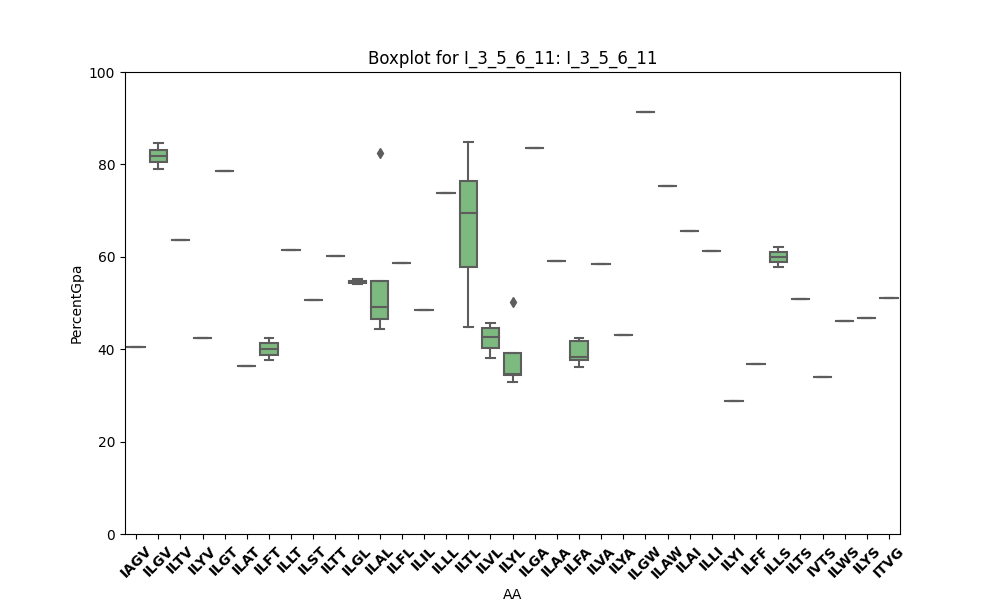 Boxplot for I_3_5_6_11: I_3_5_6_11
100
80
60
40
20
0
PercentGpa
IAGV ILGV ILTV ILYV ILGT ILAT ILFT ILLT ILST ILTT ILGL ILAL ILFL ILIL ILLL ILTL ILVL ILYL ILGA ILAA ILFA ILVA ILYA ILGW ILAW ILAI ILLI ILYI ILFF ILLS ILTS IVTS ILWS ILYS ITVG
AA